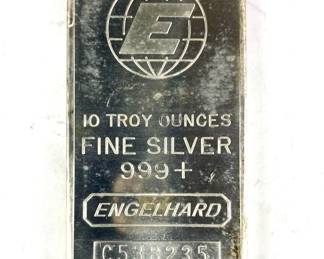 E
10 TROY OUNCES
FINE SILVER
999+
ENGELHARD